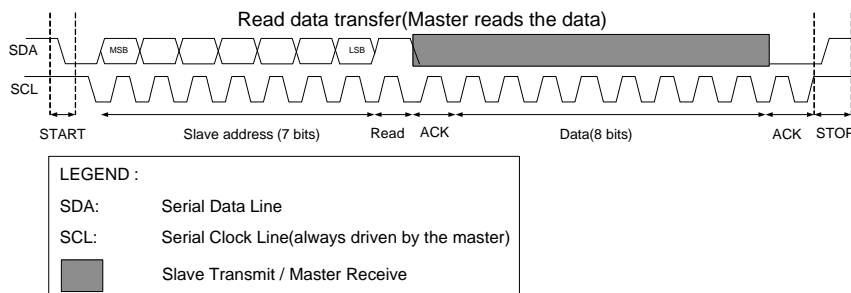 Read data transfer(Master reads the data)
SDA MSB LSB
SCL
START Slave address (7 bits) Read ACK Data(8 bits) ACK STOP
LEGEND :
SDA: Serial Data Line
SCL: Serial Clock Line(always driven by the master)
Slave Transmit / Master Receive